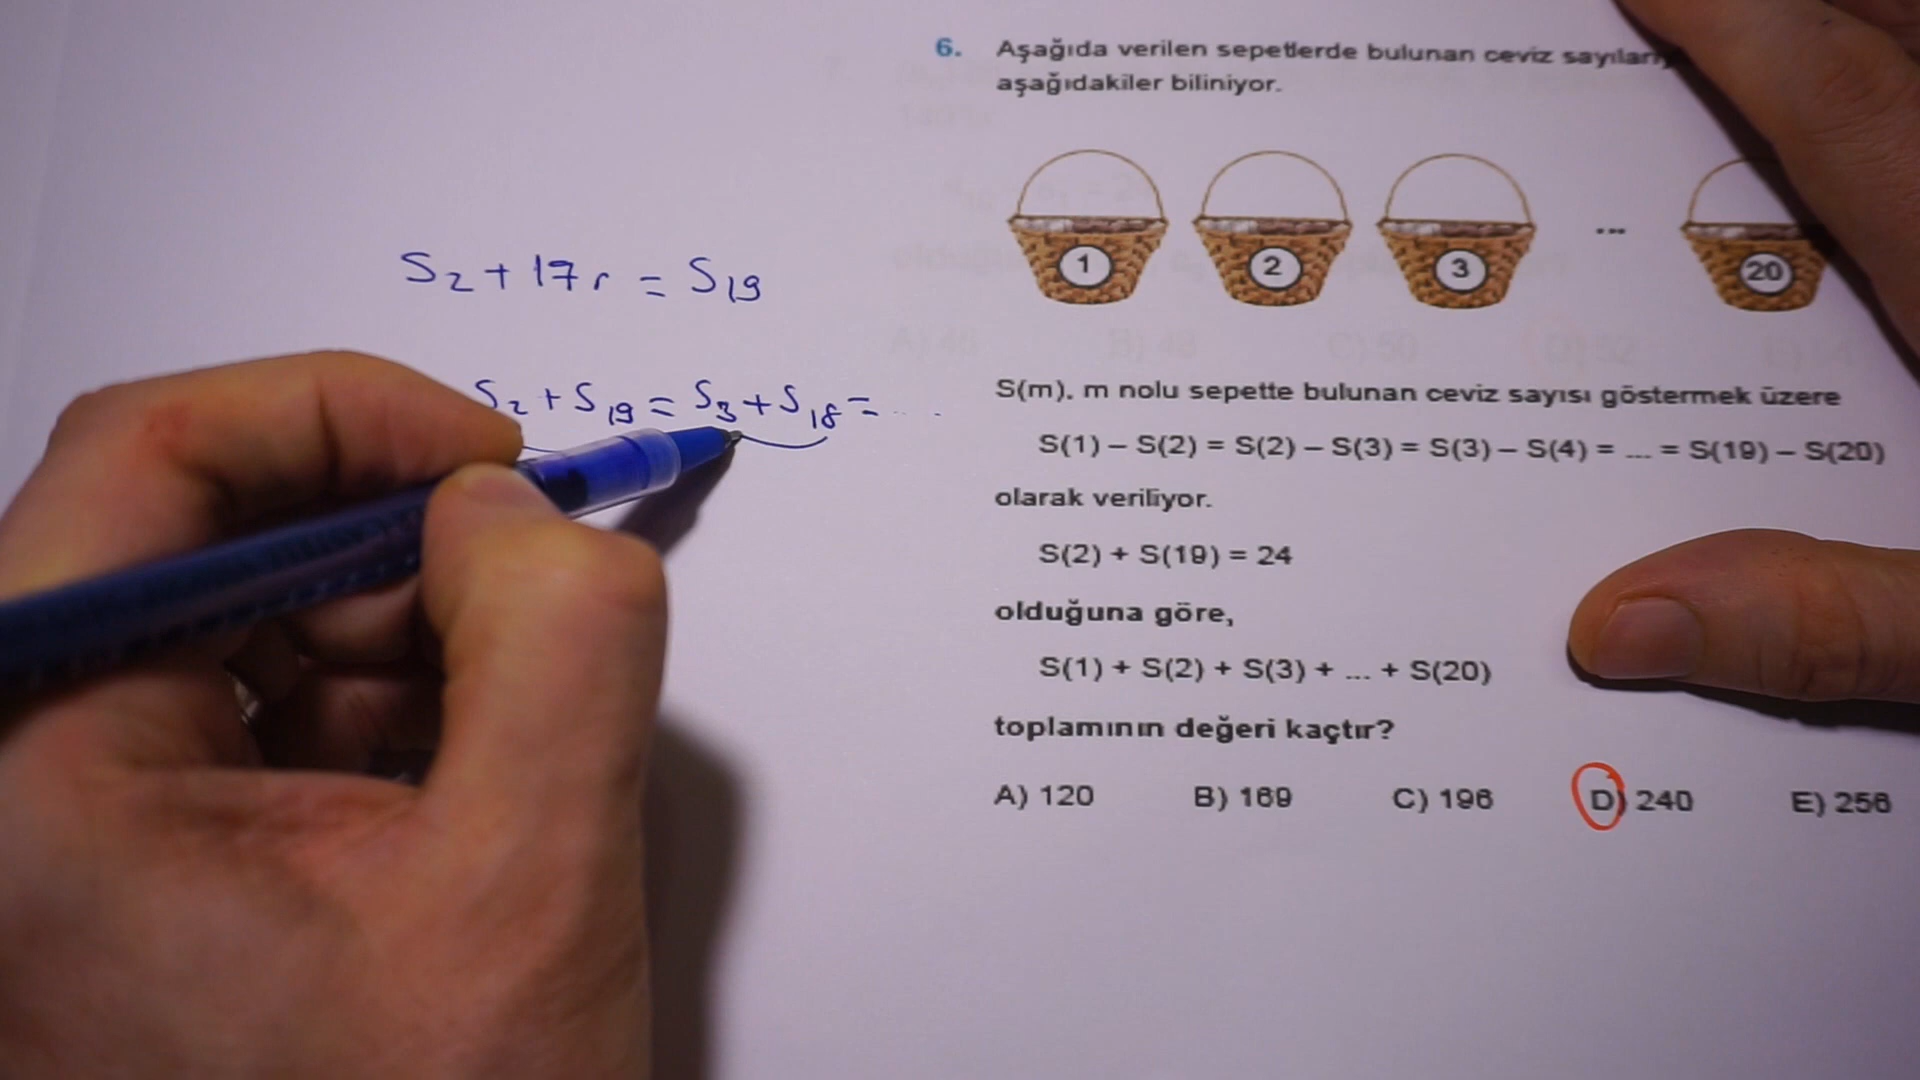 6. Aşağıda verilen sepetlerde bulunan ceviz
aşağıdakiler biliniyor.
1 2 3 ... 20
S(m), m nolu sepette bulunan ceviz sayısı göstermek üzere
S(1) – S(2) = S(2) – S(3) = S(3) – S(4) = ... = S(19) – S(20)
olarak veriliyor.
S(2) + S(19) = 24
olduğuna göre,
S(1) + S(2) + S(3) + ... + S(20)
toplamının değeri kaçtır?
A) 120 B) 169 C) 196 D) 240 E) 256
S₂ + 17r = S₁₉
S₂ + S₁₉ = S₃ + S₁₈ = ...